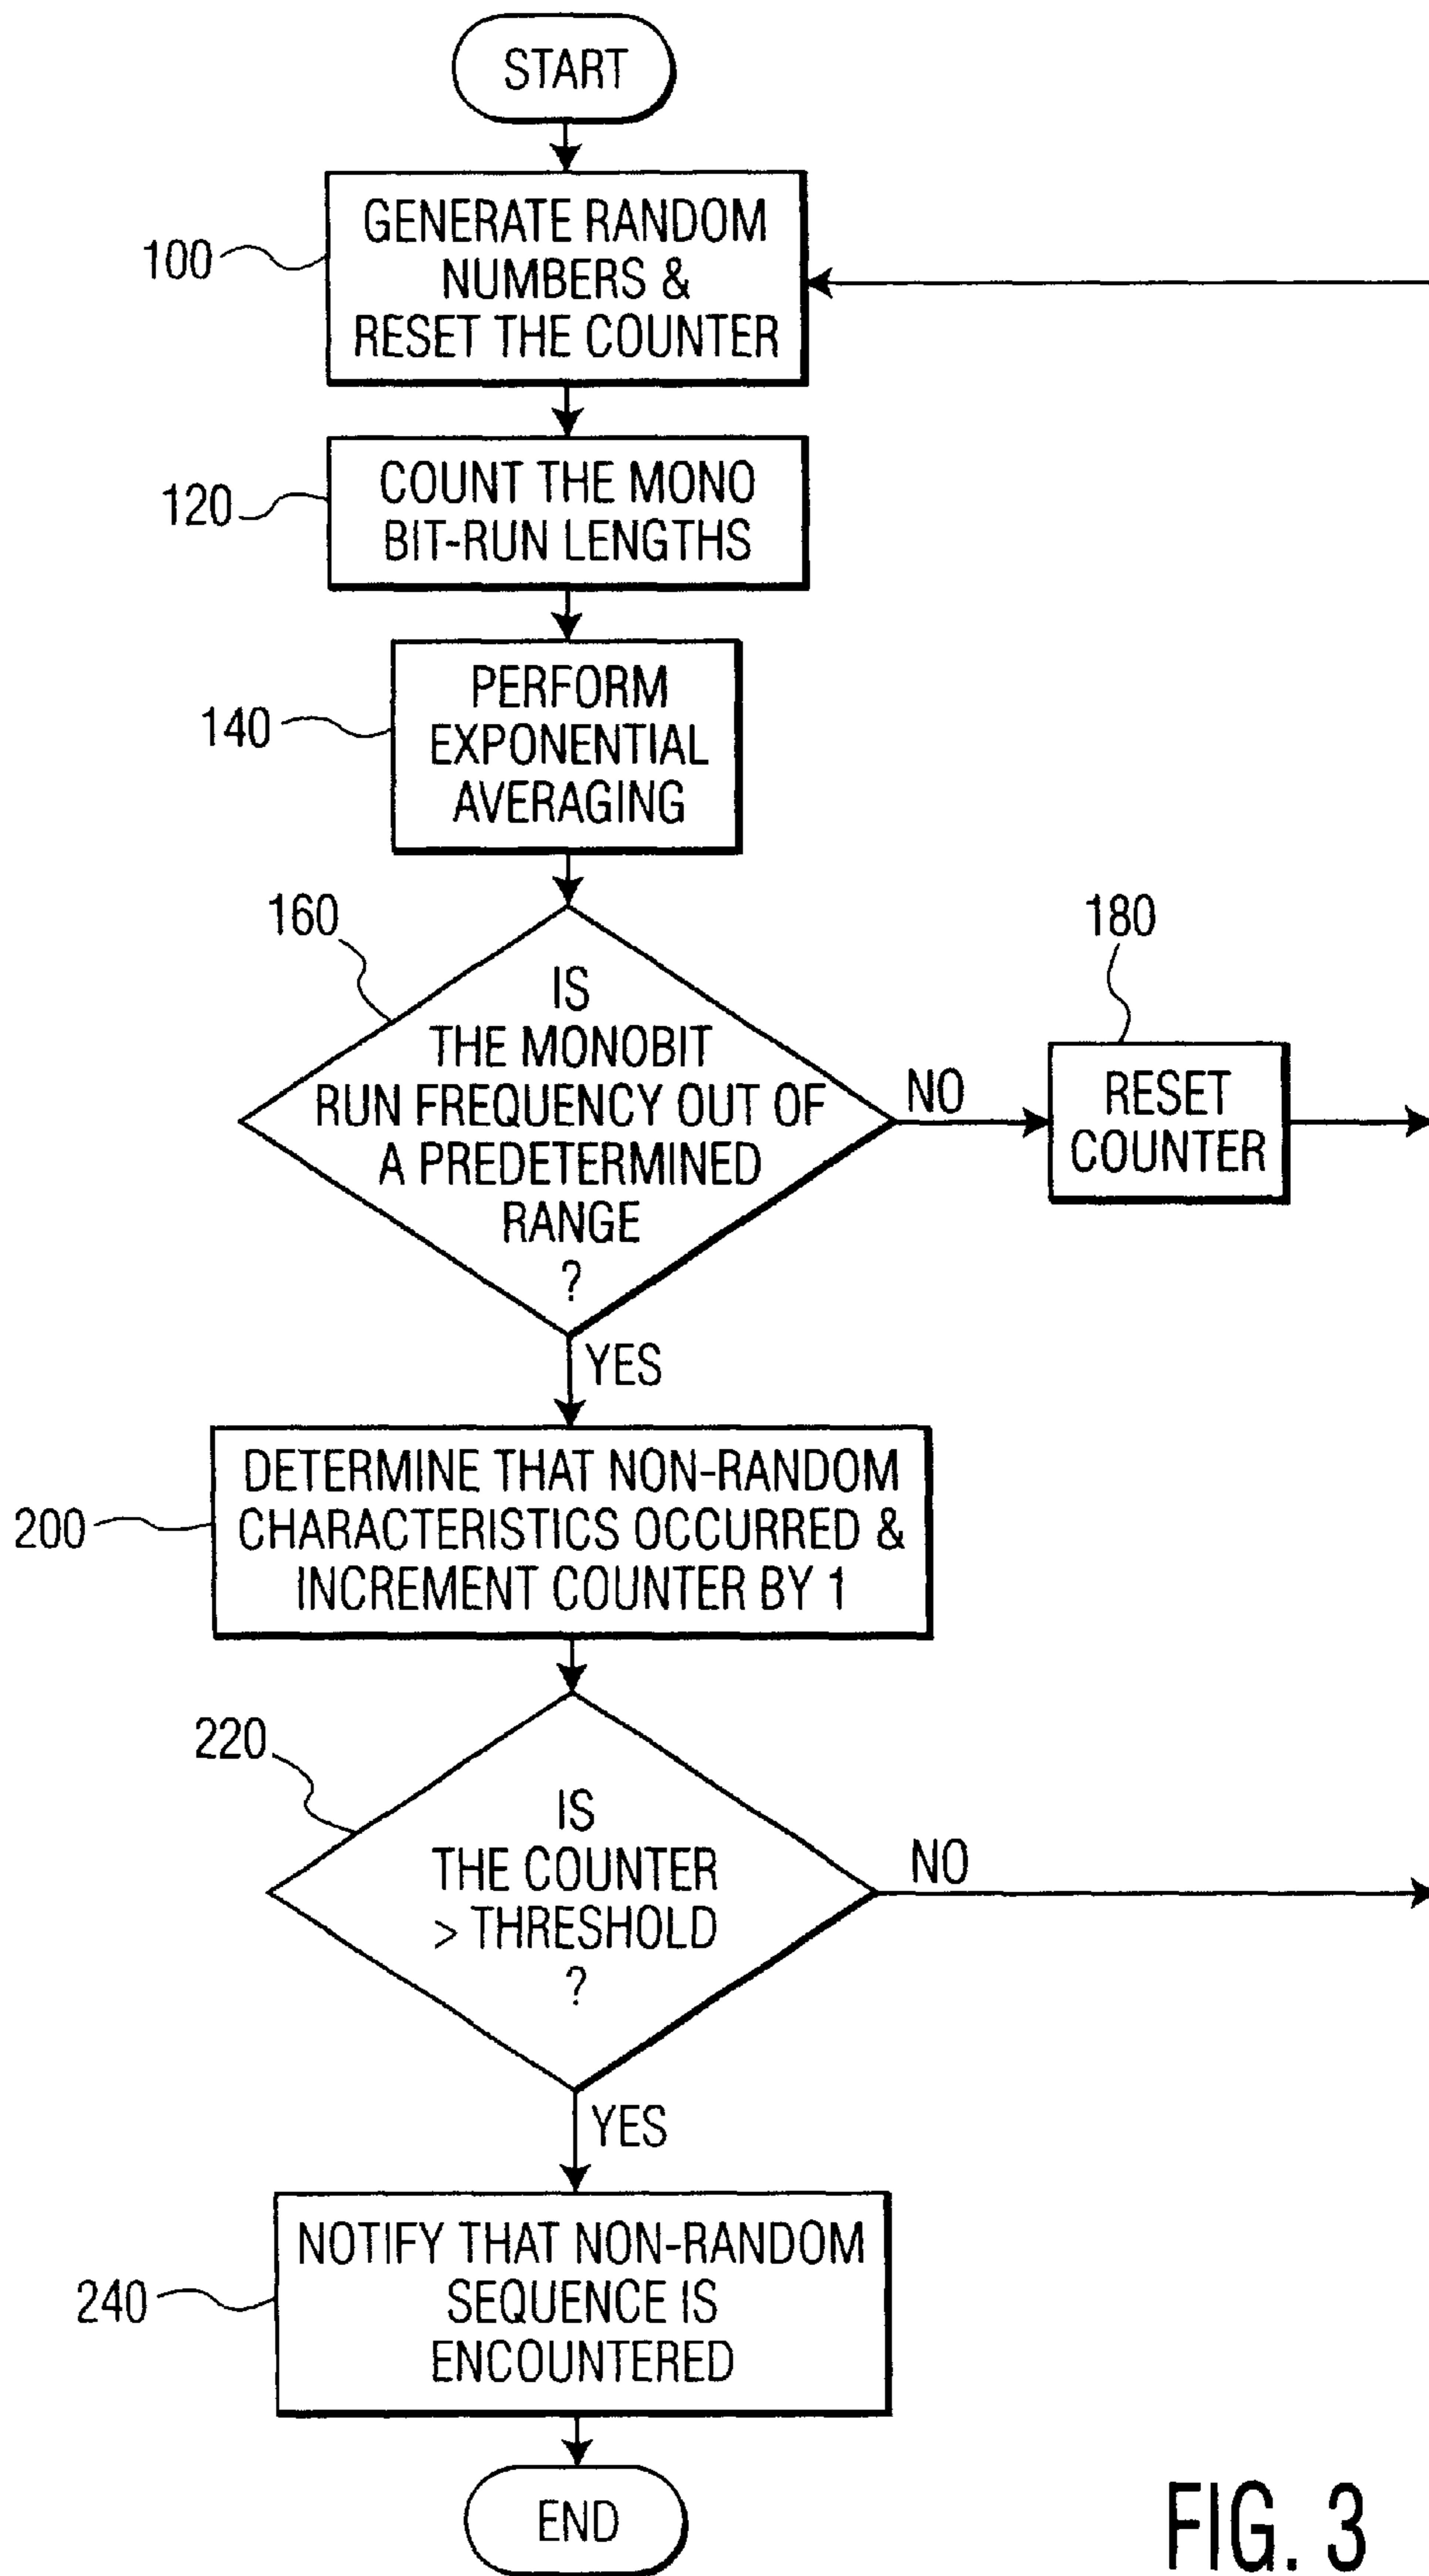 START
GENERATE RANDOM
NUMBERS &
RESET THE COUNTER
100
COUNT THE MONO
BIT-RUN LENGTHS
120
PERFORM
EXPONENTIAL
AVERAGING
140
160
IS
THE MONOBIT
RUN FREQUENCY OUT OF
A PREDETERMINED
RANGE
?
NO
180
RESET
COUNTER
YES
DETERMINE THAT NON-RANDOM
CHARACTERISTICS OCCURRED &
INCREMENT COUNTER BY 1
200
220
IS
THE COUNTER
> THRESHOLD
?
NO
YES
NOTIFY THAT NON-RANDOM
SEQUENCE IS
ENCOUNTERED
240
END
FIG. 3